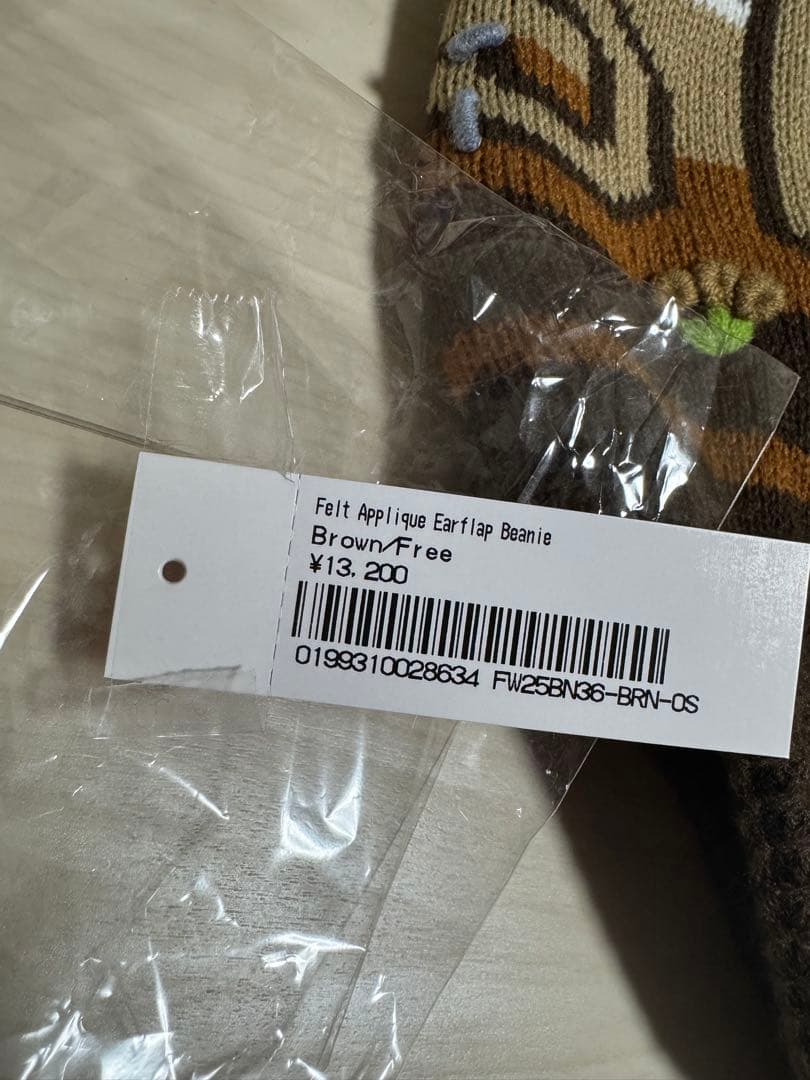 Felt Applique Earflap Beanie
Brown/Free
¥13,200
0199310028634 FW25BN36-BRN-OS